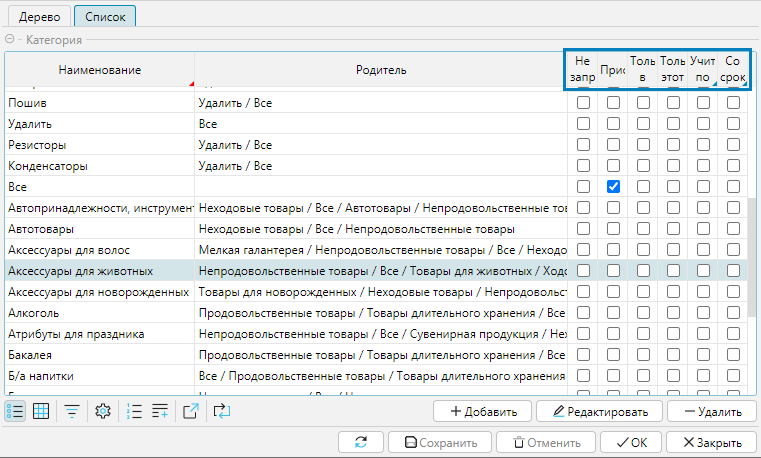 Дерево Список
Категория
Наименование Родитель Не запр Прис Толь в Толь этот Учит по Со срок
Пошив Удалить / Все
Удалить Все
Резисторы Удалить / Все
Конденсаторы Удалить / Все
Все
Автопринадлежности, инструмент Неходовые товары / Все / Автотовары / Непродовольственные тов
Автотовары Неходовые товары / Все / Непродовольственные товары
Аксессуары для волос Мелкая галантерея / Непродовольственные товары / Все / Неходо
Аксессуары для животных Непродовольственные товары / Все / Товары для животных / Ходо
Аксессуары для новорожденных Товары для новорожденных / Неходовые товары / Непродовольст
Алкоголь Продовольственные товары / Товары длительного хранения / Все
Атрибуты для праздника Непродовольственные товары / Все / Сувенирная продукция / Нех
Бакалея Продовольственные товары / Товары длительного хранения / Все
Б/а напитки Все / Продовольственные товары / Товары длительного хранения
Добавить Редактировать Удалить
Сохранить Отменить ОК Закрыть